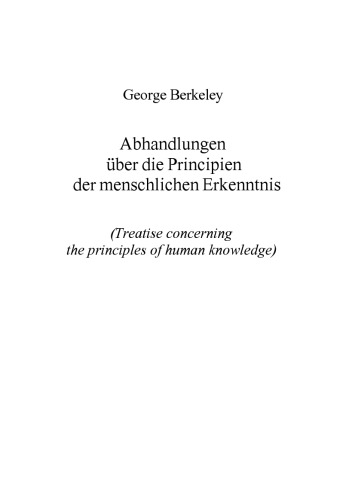 George Berkeley
Abhandlungen
über die Principien
der menschlichen Erkenntnis
(Treatise concerning
the principles of human knowledge)